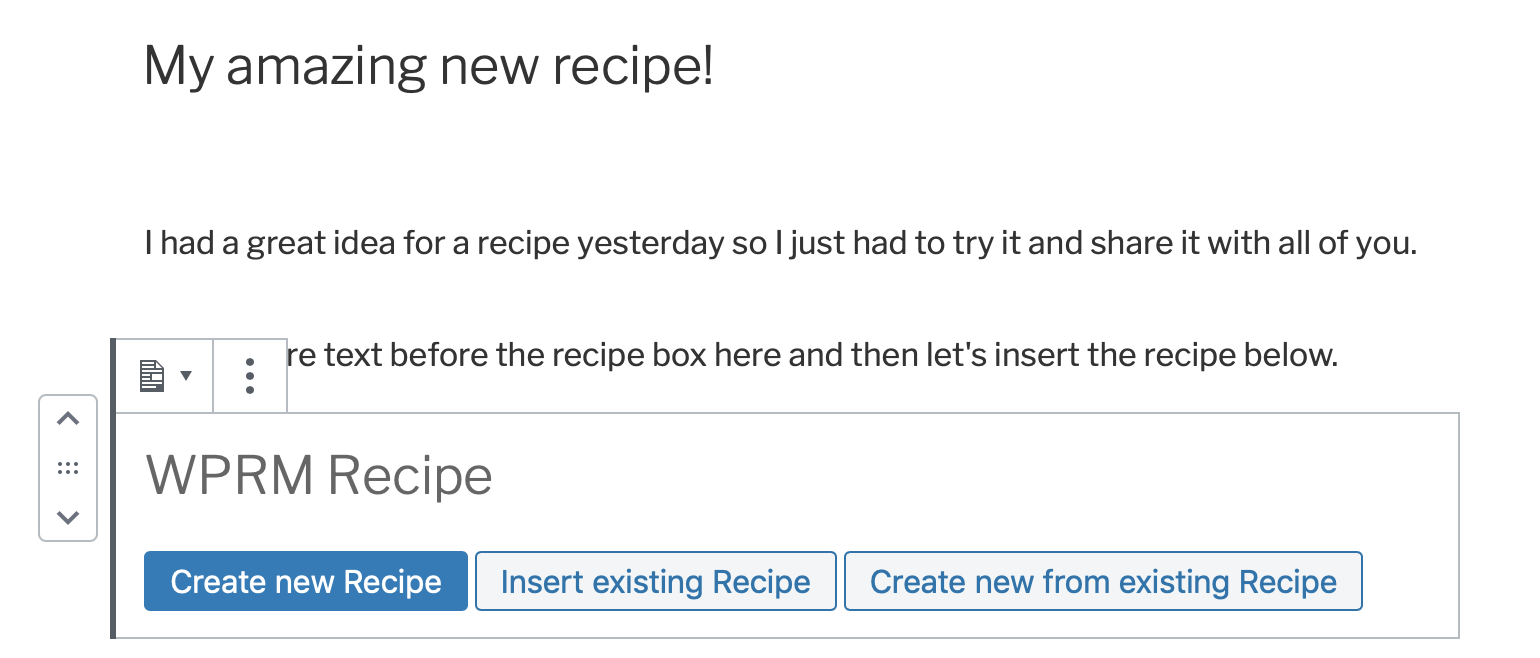 My amazing new recipe!
I had a great idea for a recipe yesterday so I just had to try it and share it with all of you.
text before the recipe box here and then let's insert the recipe below.
WPRM Recipe
Create new Recipe
Insert existing Recipe
Create new from existing Recipe